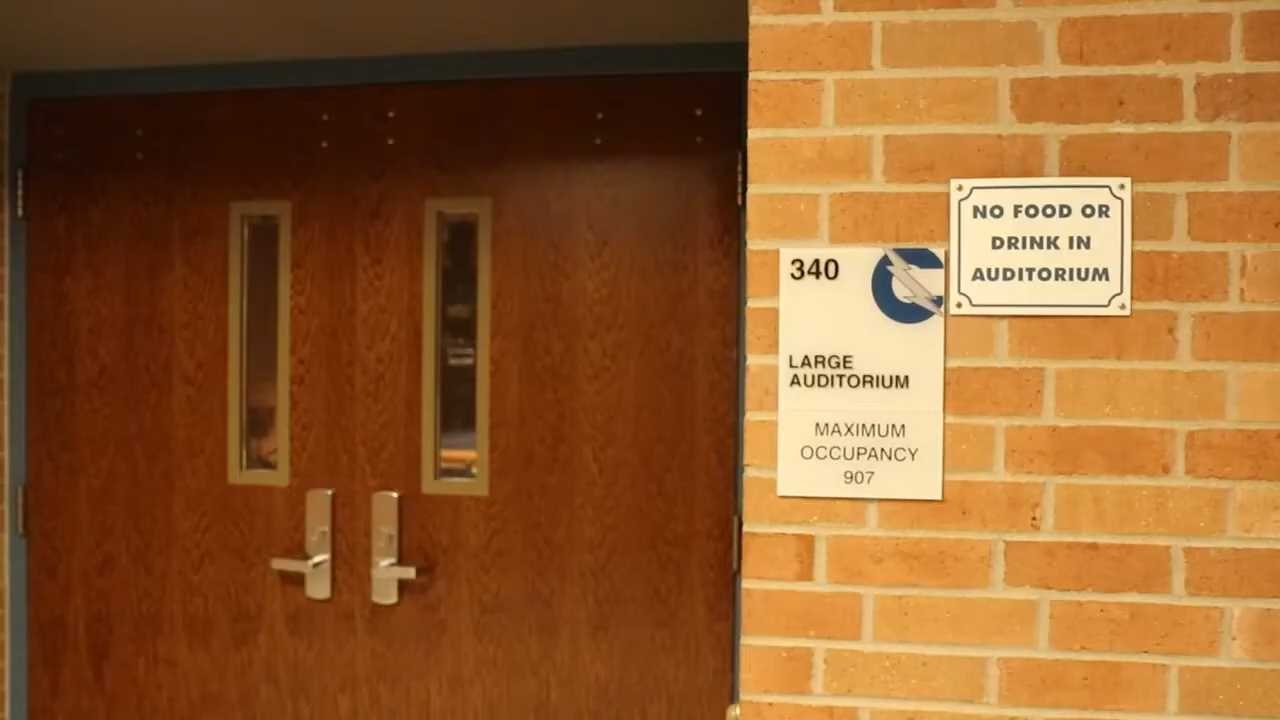 340
LARGE
AUDITORIUM
MAXIMUM
OCCUPANCY
907
NO FOOD OR
DRINK IN
AUDITORIUM